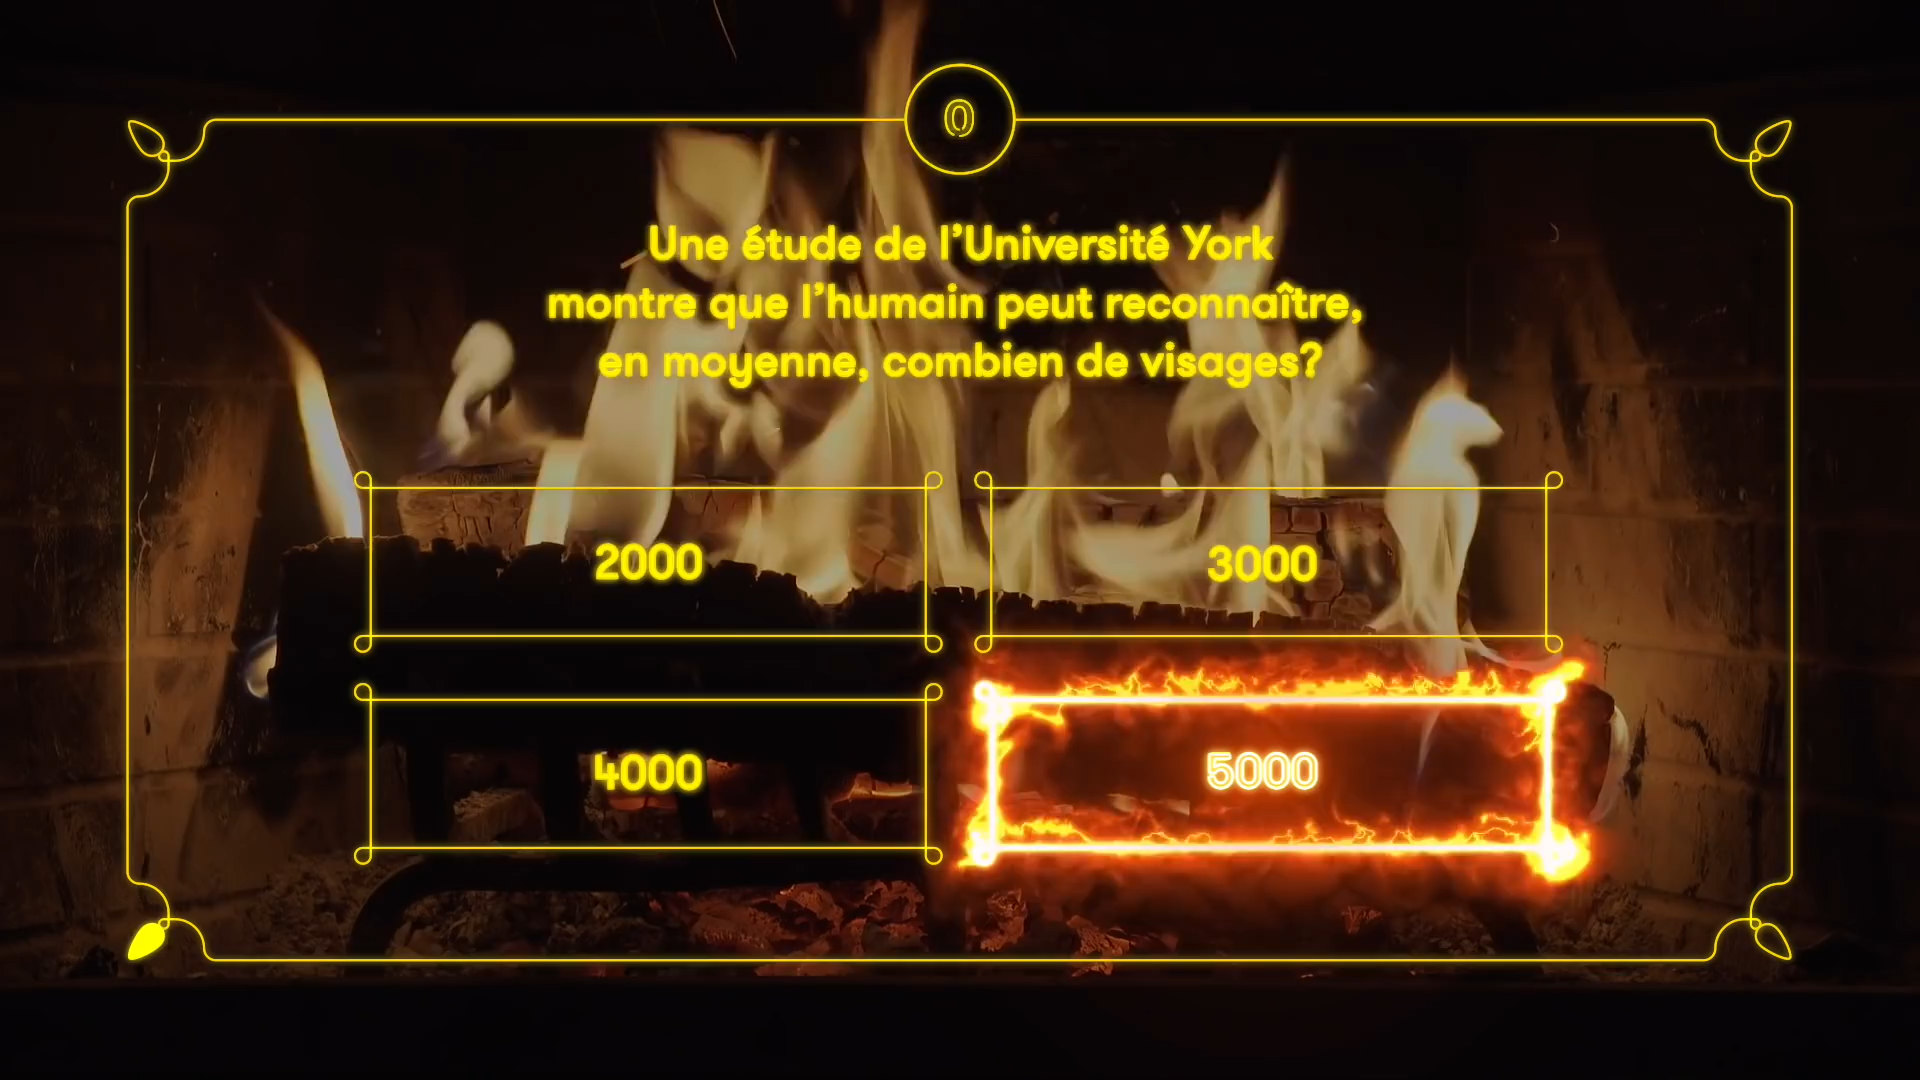 0
Une étude de l’Université York
montre que l’humain peut reconnaître,
en moyenne, combien de visages?
2000
3000
4000
5000